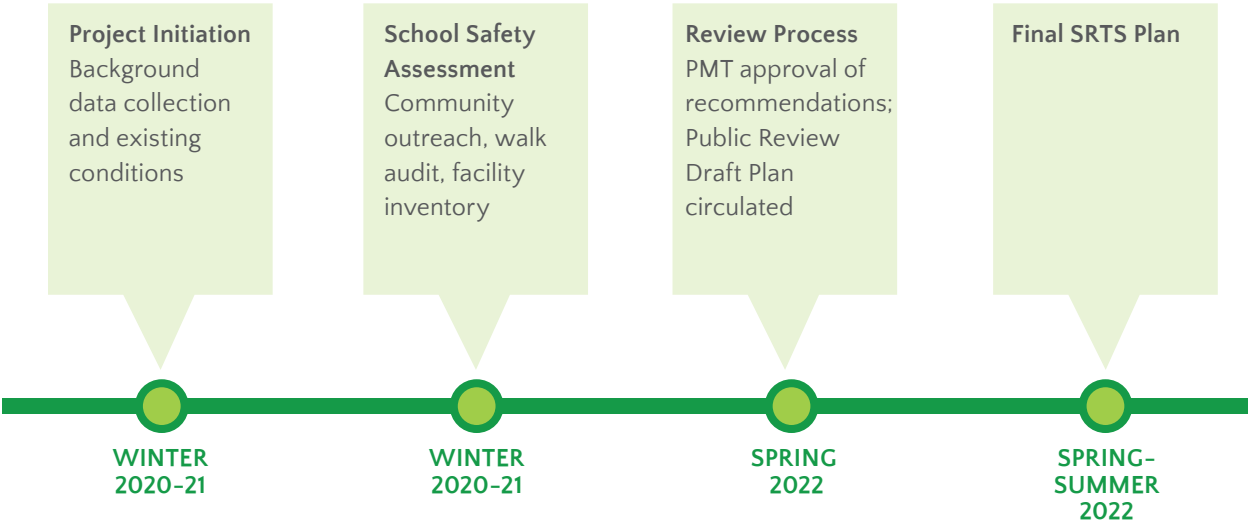 Project Initiation
Background
data collection
and existing
conditions
WINTER
2020-21
School Safety
Assessment
Community
outreach, walk
audit, facility
inventory
WINTER
2020-21
Review Process
PMT approval of
recommendations;
Public Review
Draft Plan
circulated
SPRING
2022
Final SRTS Plan
SPRING-
SUMMER
2022